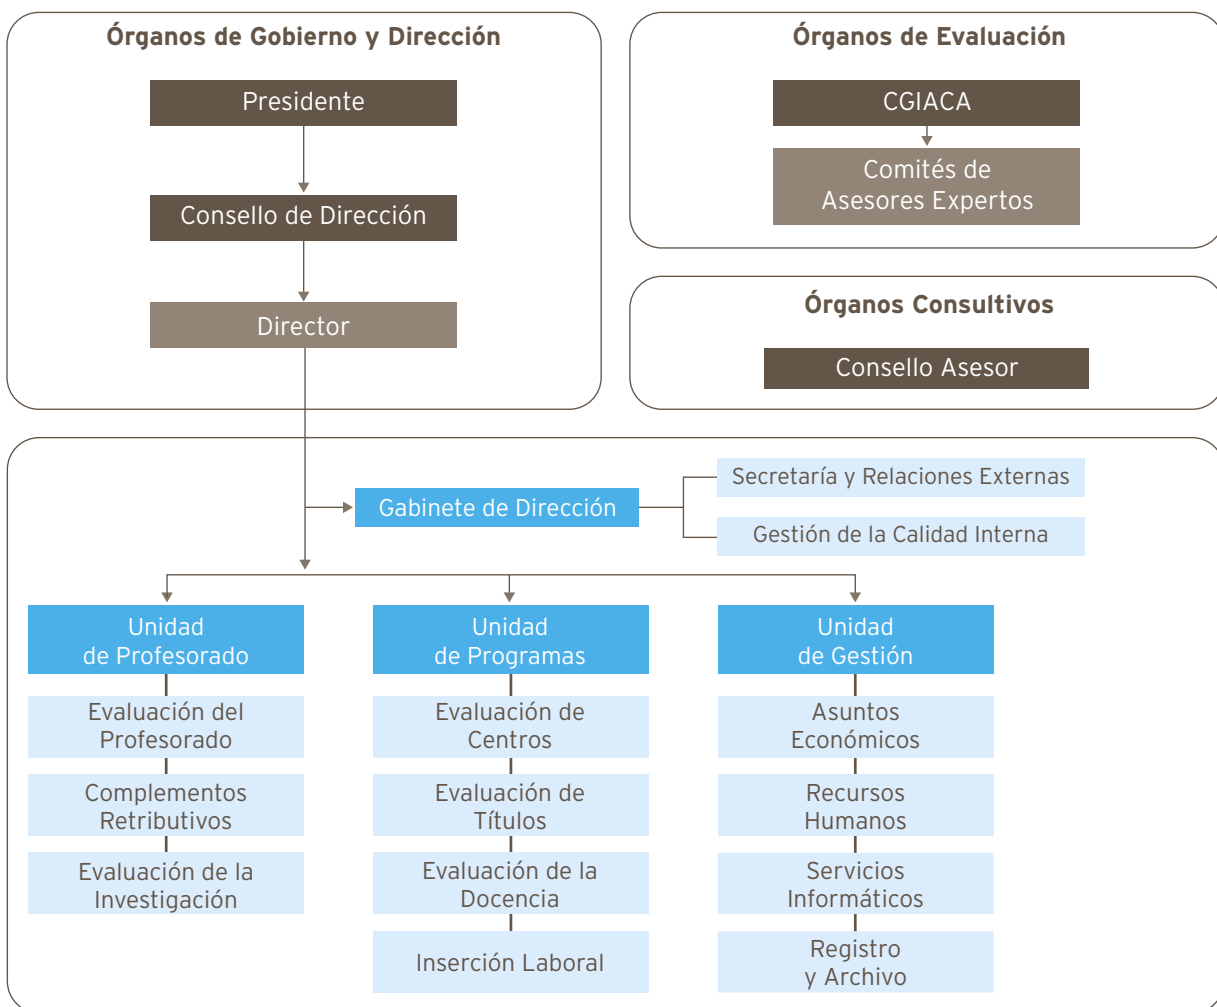 Órganos de Gobierno y Dirección
Presidente
Consello de Dirección
Director
Órganos de Evaluación
CGIACA
Comités de
Asesores Expertos
Órganos Consultivos
Consello Asesor
Gabinete de Dirección
Secretaría y Relaciones Externas
Gestión de la Calidad Interna
Unidad
de Profesorado
Evaluación del
Profesorado
Complementos
Retributivos
Evaluación de la
Investigación
Unidad
de Programas
Evaluación de
Centros
Evaluación de
Títulos
Evaluación de la
Docencia
Inserción Laboral
Unidad
de Gestión
Asuntos
Económicos
Recursos
Humanos
Servicios
Informáticos
Registro
y Archivo